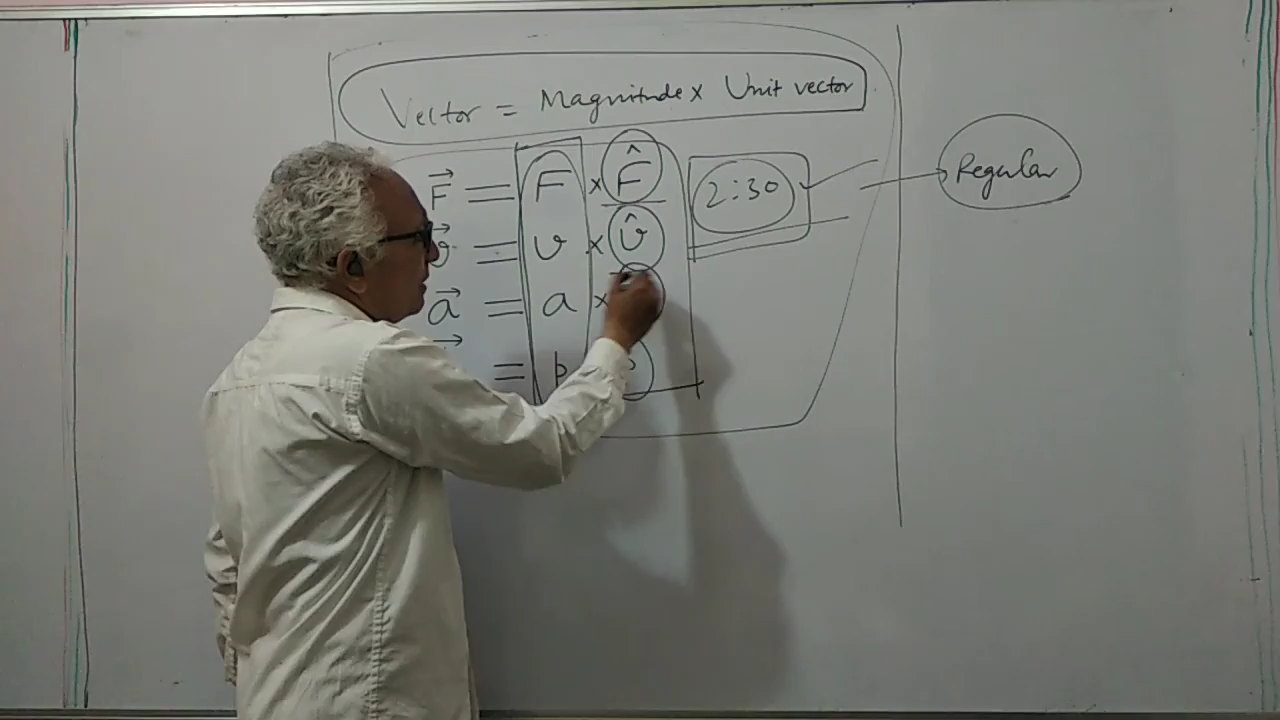 Vector = Magnitude x Unit vector
F⃗ = F x F̂
2:30
Regular
v⃗ = v x v̂
a⃗ = a x
= p